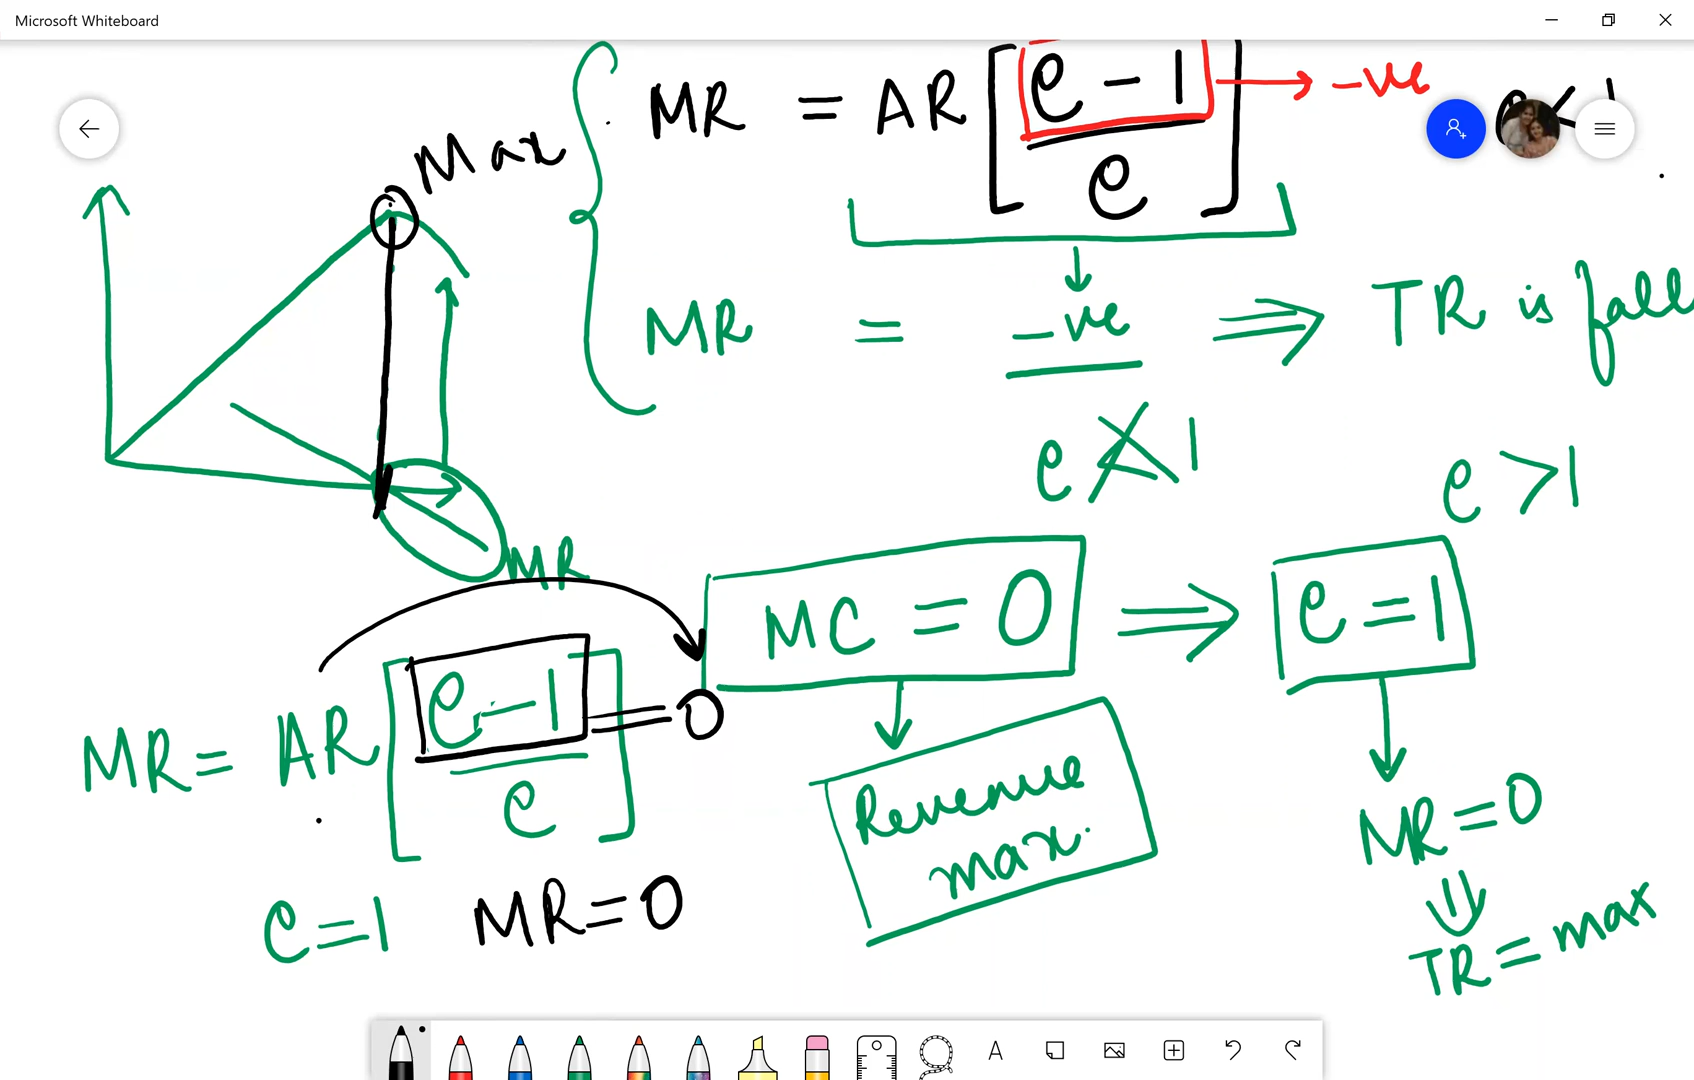 Microsoft Whiteboard
MR = AR [ e - 1 / e ] → -ve
e < 1
Max
MR = -ve ⇒ TR is fall
e < 1
e > 1
MR
MC = 0 ⇒ e = 1
MR = AR [ e - 1 / e ] = 0
Revenue
max.
MR = 0
e = 1 MR = 0
TR = max
A